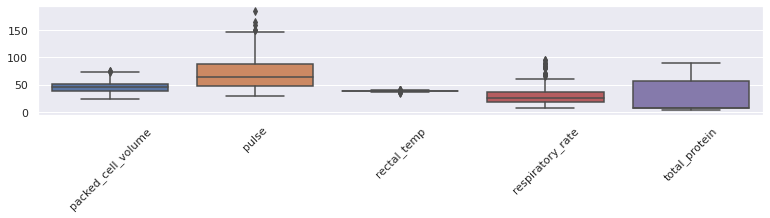 150
100
50
0
packed_cell_volume
pulse
rectal_temp
respiratory_rate
total_protein